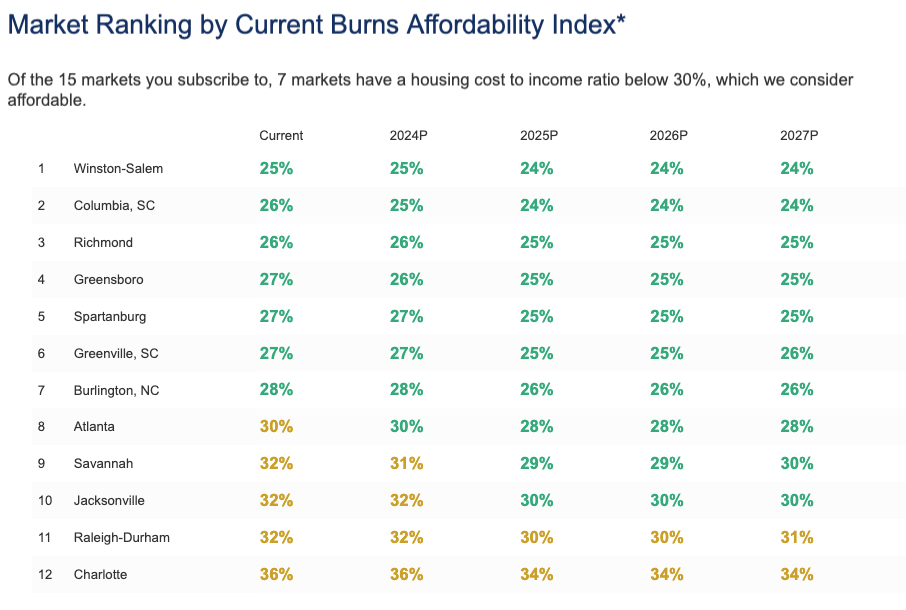 Market Ranking by Current Burns Affordability Index*
Of the 15 markets you subscribe to, 7 markets have a housing cost to income ratio below 30%, which we consider
affordable.
Current 2024P 2025P 2026P 2027P
1 Winston-Salem 25% 25% 24% 24% 24%
2 Columbia, SC 26% 25% 24% 24% 24%
3 Richmond 26% 26% 25% 25% 25%
4 Greensboro 27% 26% 25% 25% 25%
5 Spartanburg 27% 27% 25% 25% 25%
6 Greenville, SC 27% 27% 25% 25% 26%
7 Burlington, NC 28% 28% 26% 26% 26%
8 Atlanta 30% 30% 28% 28% 28%
9 Savannah 32% 31% 29% 29% 30%
10 Jacksonville 32% 32% 30% 30% 30%
11 Raleigh-Durham 32% 32% 30% 30% 31%
12 Charlotte 36% 36% 34% 34% 34%